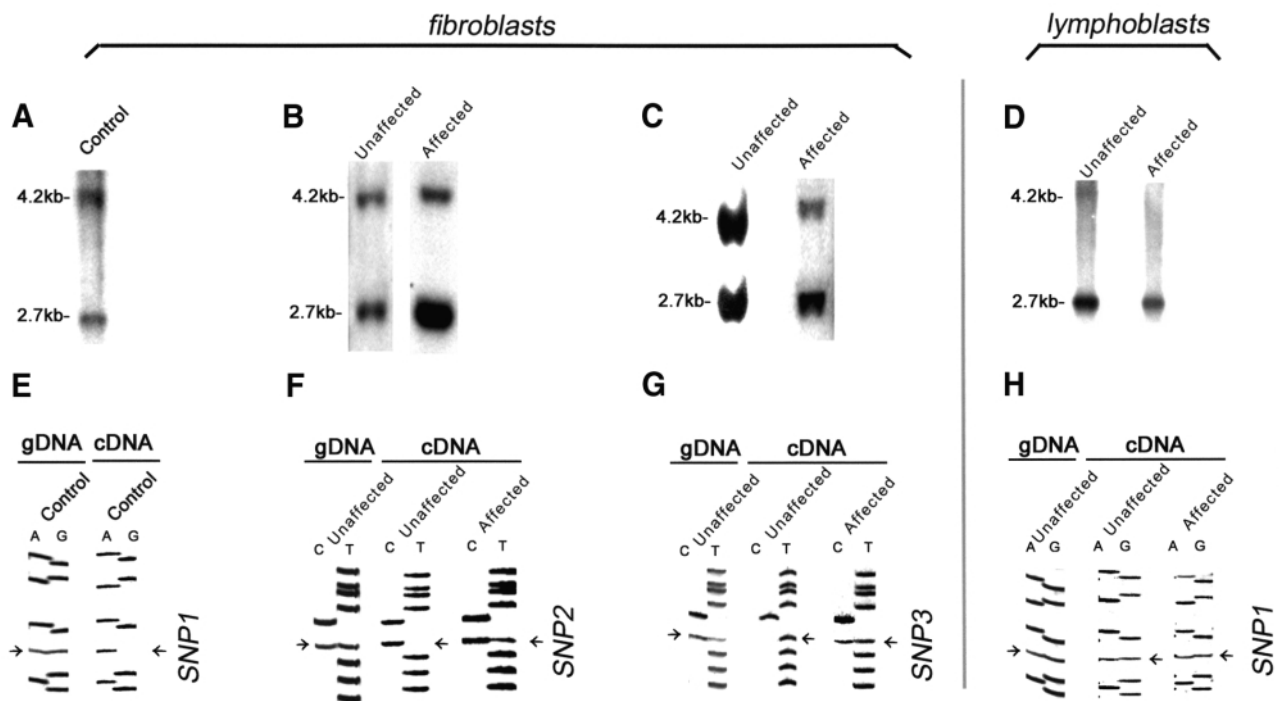 fibroblasts
lymphoblasts
A
B
C
D
Control
Unaffected
Affected
Unaffected
Affected
Unaffected
Affected
4.2kb-
4.2kb-
4.2kb-
4.2kb-
2.7kb-
2.7kb-
2.7kb-
2.7kb-
E
F
G
H
gDNA cDNA
gDNA cDNA
gDNA cDNA
gDNA cDNA
Control
Control
Unaffected
Unaffected
Affected
Unaffected
Unaffected
Affected
Unaffected
Unaffected
Affected
A G A G
C T C T C T
C T C T C T
A G A G A G
SNP1
SNP2
SNP3
SNP1